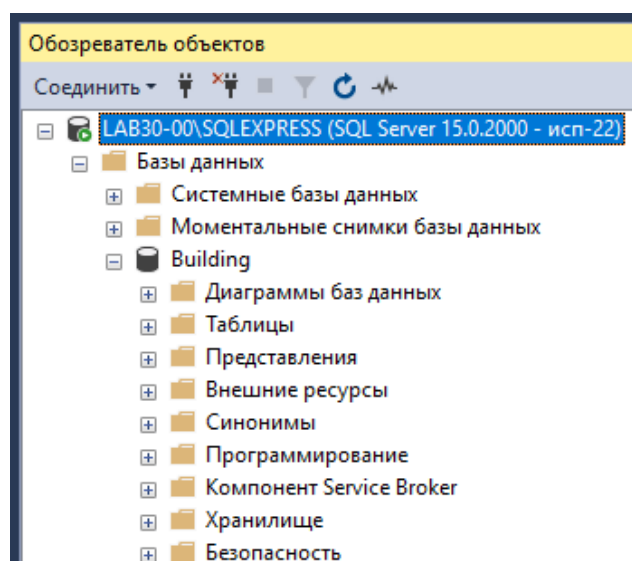 Обозреватель объектов
Соединить
LAB30-00\SQLEXPRESS (SQL Server 15.0.2000 - исп-22)
Базы данных
Системные базы данных
Моментальные снимки базы данных
Building
Диаграммы баз данных
Таблицы
Представления
Внешние ресурсы
Синонимы
Программирование
Компонент Service Broker
Хранилище
Безопасность